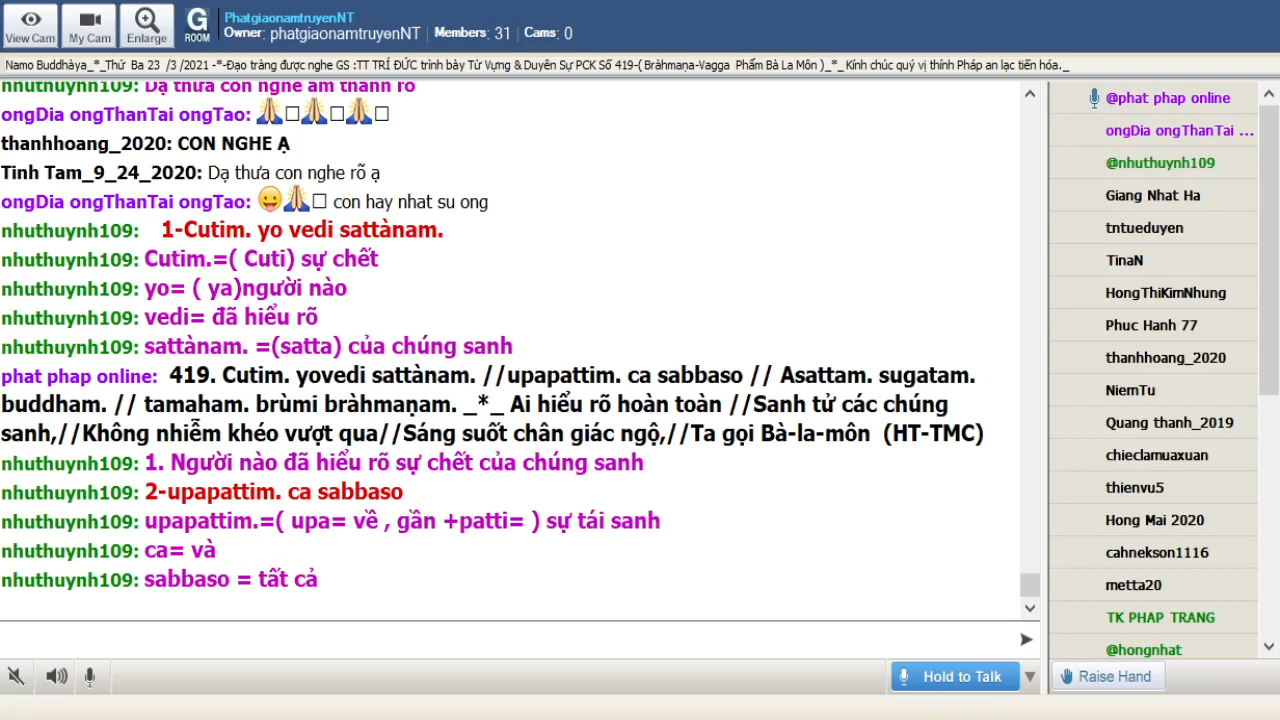 View Cam
My Cam
Enlarge
G
ROOM
PhatgiaonamtruyenNT
Owner: phatgiaonamtruyenNT | Members: 31 | Cams: 0
Namo Buddhàya_*_Thứ Ba 23 /3 /2021 -*-Đạo tràng được nghe GS :TT TRÍ ĐỨC trình bày Từ Vựng & Duyên Sự PCK Số 419-( Bràhmaṇa-Vagga Phẩm Bà La Môn )_*_ Kính chúc quý vị thính Pháp an lạc tiến hóa._
nhuthuynh109: Dạ thưa con nghe âm thanh rõ
ongDia ongThanTai ongTao: 🙏□🙏□🙏□
thanhhoang_2020: CON NGHE Ạ
Tinh Tam_9_24_2020: Dạ thưa con nghe rõ ạ
ongDia ongThanTai ongTao: 😛🙏□ con hay nhat su ong
nhuthuynh109: 1-Cutim. yo vedi sattànam.
nhuthuynh109: Cutim.=( Cuti) sự chết
nhuthuynh109: yo= ( ya)người nào
nhuthuynh109: vedi= đã hiểu rõ
nhuthuynh109: sattànam. =(satta) của chúng sanh
phat phap online: 419. Cutim. yovedi sattànam. //upapattim. ca sabbaso // Asattam. sugatam.
buddham. // tamaham. brùmi bràhmaṇam. _*_ Ai hiểu rõ hoàn toàn //Sanh tử các chúng
sanh,//Không nhiễm khéo vượt qua//Sáng suốt chân giác ngộ,//Ta gọi Bà-la-môn (HT-TMC)
nhuthuynh109: 1. Người nào đã hiểu rõ sự chết của chúng sanh
nhuthuynh109: 2-upapattim. ca sabbaso
nhuthuynh109: upapattim.=( upa= về , gần +patti= ) sự tái sanh
nhuthuynh109: ca= và
nhuthuynh109: sabbaso = tất cả
@phat phap online
ongDia ongThanTai ...
@nhuthuynh109
Giang Nhat Ha
tntueduyen
TinaN
HongThiKimNhung
Phuc Hanh 77
thanhhoang_2020
NiemTu
Quang thanh_2019
chieclamuaxuan
thienvu5
Hong Mai 2020
cahnekson1116
metta20
TK PHAP TRANG
@hongnhat
Hold to Talk
Raise Hand